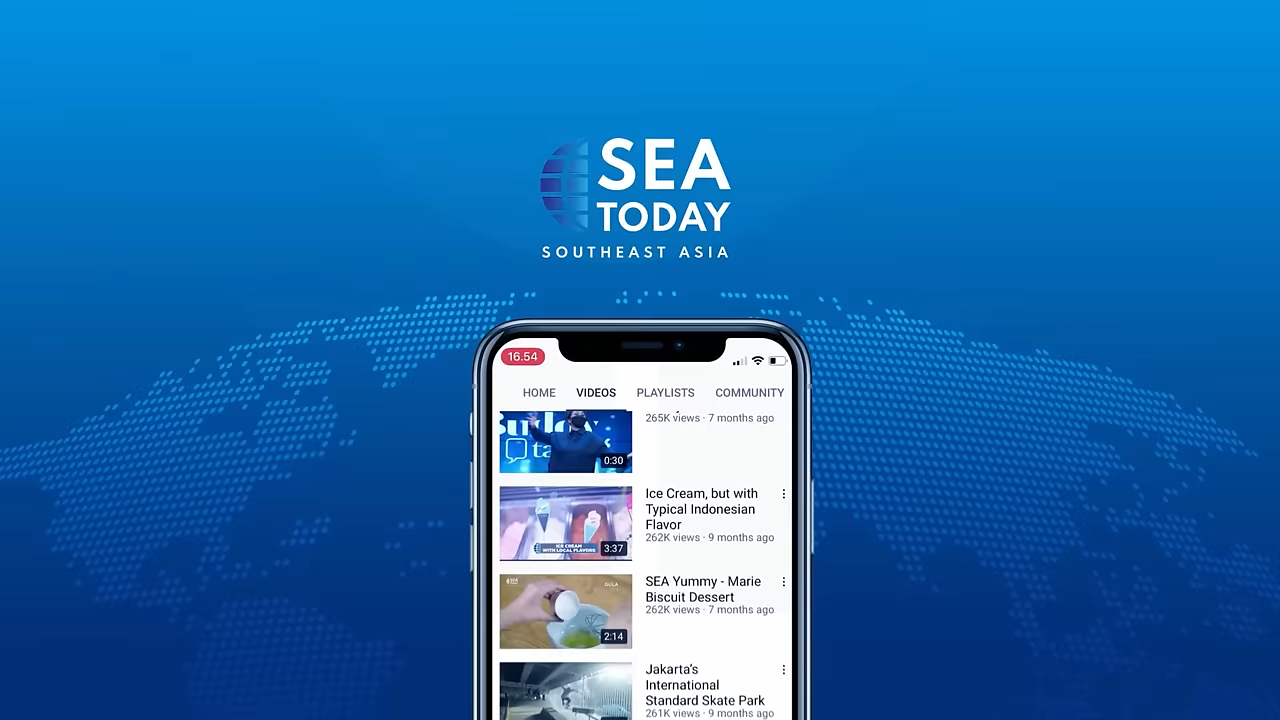 SEA
TODAY
SOUTHEAST ASIA
16.54
HOME VIDEOS PLAYLISTS COMMUNITY
265K views · 7 months ago
0:30
Ice Cream, but with
Typical Indonesian
Flavor
262K views · 9 months ago
ICE CREAM
WITH LOCAL FLAVORS
3:37
SEA Yummy - Marie
Biscuit Dessert
262K views · 7 months ago
SEA
GULA
2:14
Jakarta's
International
Standard Skate Park
261K views · 9 months ago